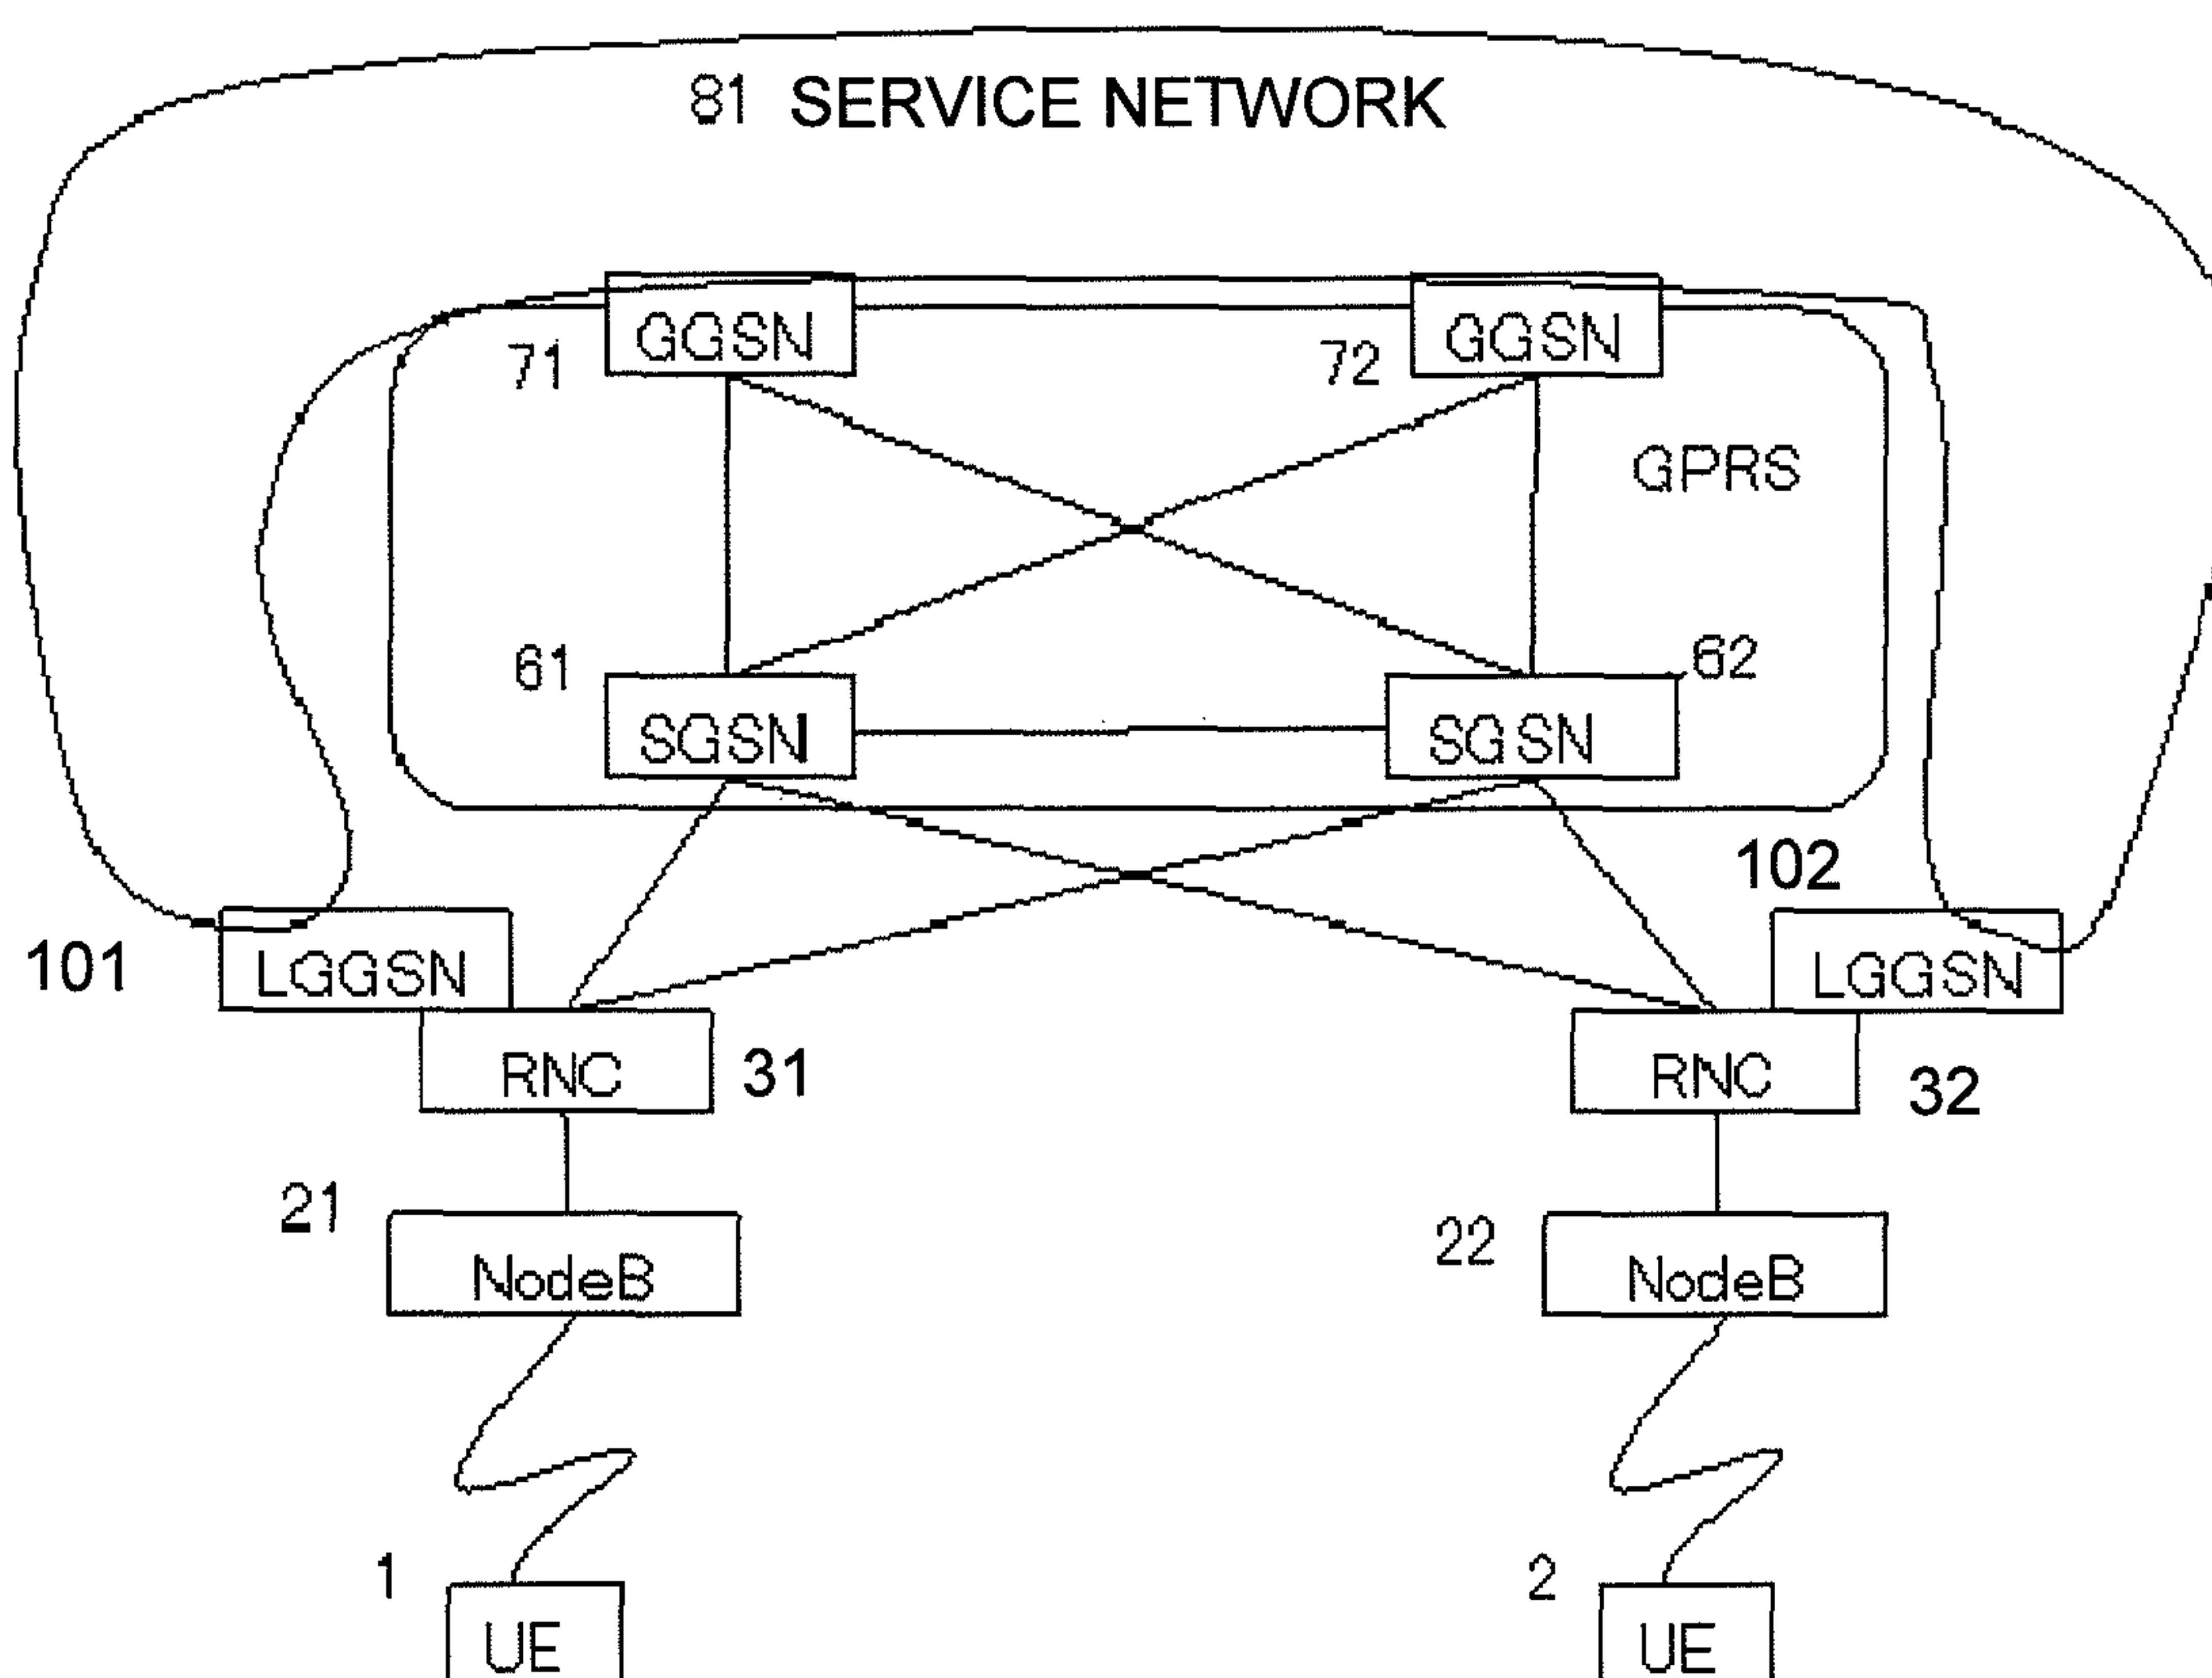 81 SERVICE NETWORK
GGSN
GGSN
71
72
GPRS
61
62
SGSN
SGSN
102
101
LGGSN
LGGSN
RNC
31
RNC
32
21
22
NodeB
NodeB
1
2
UE
UE